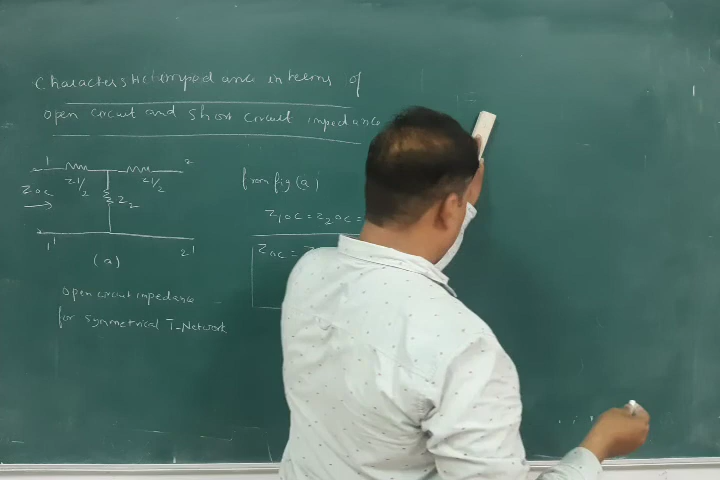 Characteristic impedance in terms of
open circuit and short circuit impedance
1 2
Z1/2 Z1/2
Zoc
Z2
1' 2'
(a)
open circuit impedance
for symmetrical T-Network
from fig (a)
Z1oc = Z2oc =
Zoc =